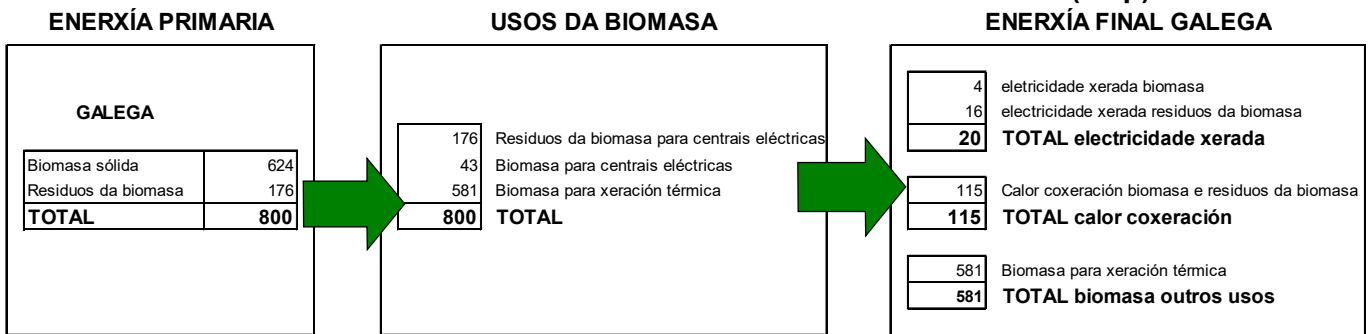 ENERXÍA PRIMARIA
GALEGA
Biomasa sólida 624
Residuos da biomasa 176
TOTAL 800
USOS DA BIOMASA
176 Residuos da biomasa para centrais eléctricas
43 Biomasa para centrais eléctricas
581 Biomasa para xeración térmica
800 TOTAL
ENERXÍA FINAL GALEGA
4 eletricidade xerada biomasa
16 electricidade xerada residuos da biomasa
20 TOTAL electricidade xerada
115 Calor coxeración biomasa e residuos da biomasa
115 TOTAL calor coxeración
581 Biomasa para xeración térmica
581 TOTAL biomasa outros usos